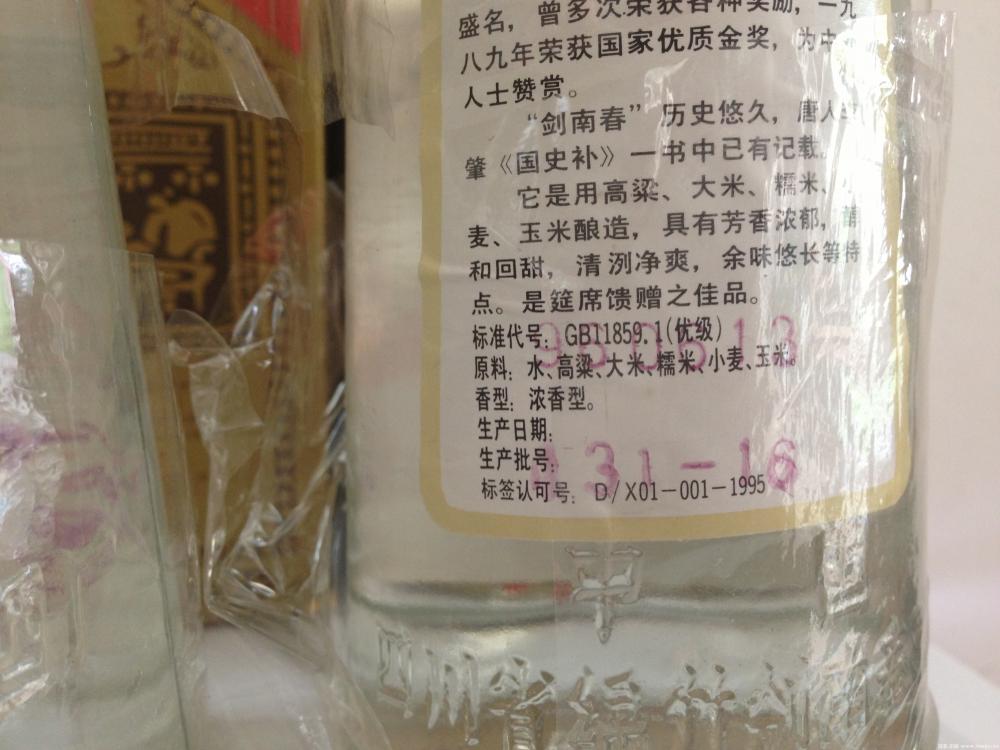 盛名，曾多次荣获各种奖励，一九
八九年荣获国家优质金奖，为中
人士赞赏。
“剑南春”历史悠久，唐人
肇《国史补》一书中已有记载。
它是用高粱、大米、糯米、
麦、玉米酿造，具有芳香浓郁，醇
和回甜，清洌净爽，余味悠长等特
点。是筵席馈赠之佳品。
标准代号：GB11859.1(优级)
原料：水、高粱、大米、糯米、小麦、玉米。
香型：浓香型。
生产日期：
生产批号：
131-16
标签认可号：D/X01-001-1995
四川